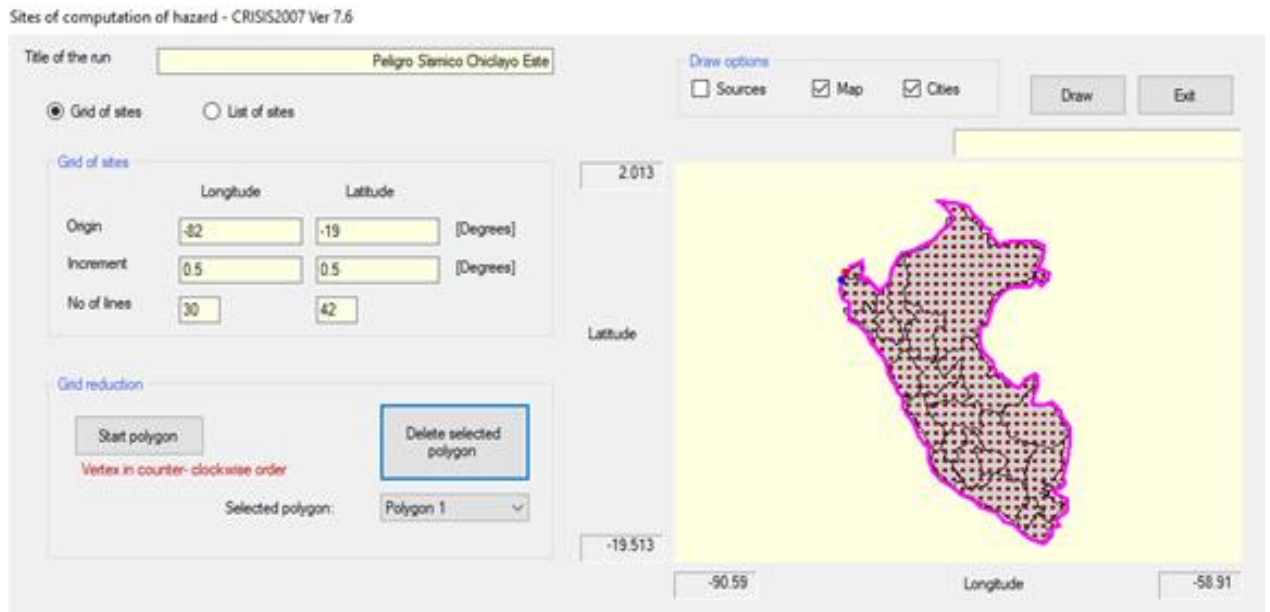 Sites of computation of hazard - CRISIS2007 Ver 7.6
Title of the run
Peligro Sismico Chiclayo Este
Grid of sites
List of sites
Draw options
Sources
Map
Cities
Draw
Exit
Grid of sites
Longitude Latitude
Origin -82 -19 [Degrees]
Increment 0.5 0.5 [Degrees]
No of lines 30 42
Grid reduction
Start polygon
Delete selected
polygon
Vertex in counter- clockwise order
Selected polygon: Polygon 1
2.013
Latitude
-19.513
-90.59 Longitude -58.91